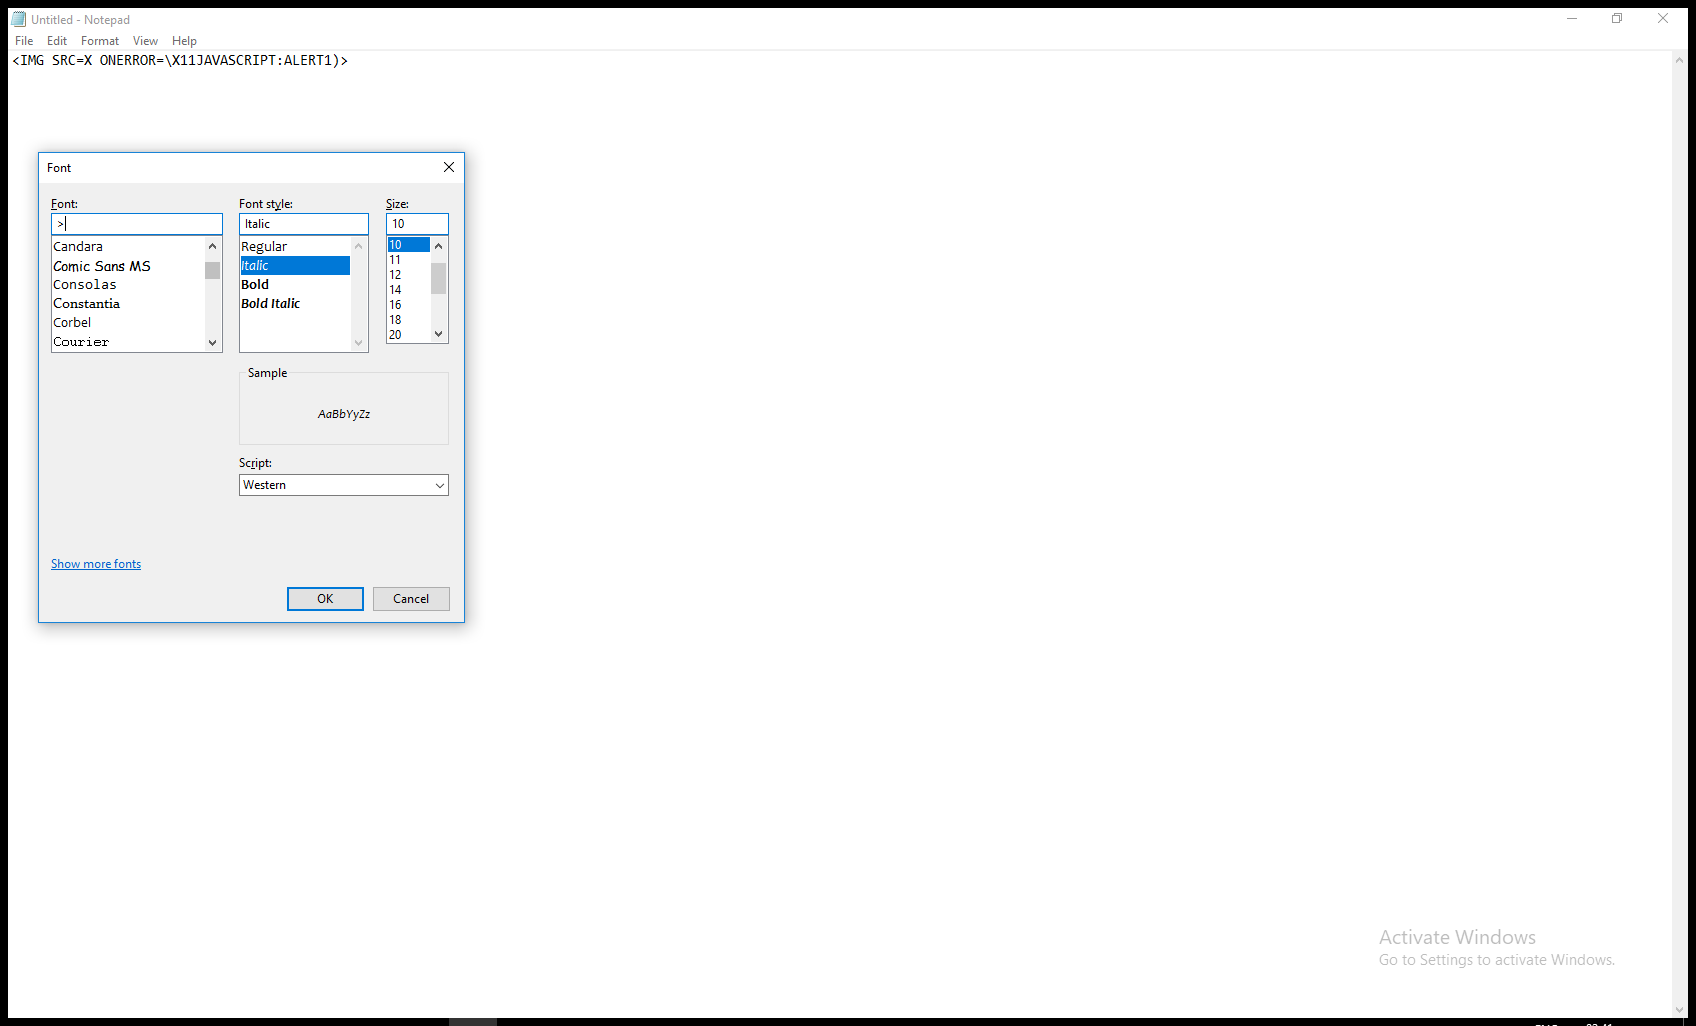 Untitled - Notepad
File Edit Format View Help
<IMG SRC=X ONERROR=\X11JAVASCRIPT:ALERT1)>
Font
Font: Font style: Size:
> Italic 10
Candara
Comic Sans MS
Consolas
Constantia
Corbel
Courier
Regular
Italic
Bold
Bold Italic
10
11
12
14
16
18
20
Sample
AaBbYyZz
Script:
Western
Show more fonts
OK Cancel
Activate Windows
Go to Settings to activate Windows.